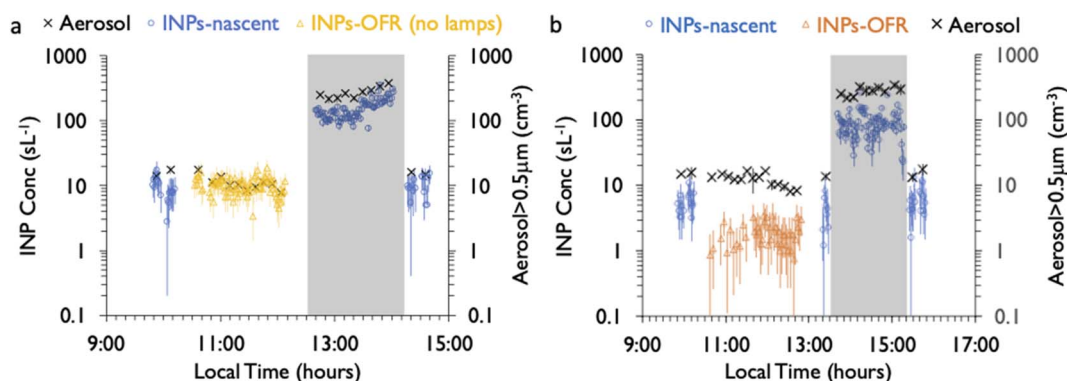 a × Aerosol ○ INPs-nascent △ INPs-OFR (no lamps)
1000
100
10
1
0.1
INP Conc (sL⁻¹)
1000
100
10
1
0.1
Aerosol>0.5μm (cm⁻³)
9:00 11:00 13:00 15:00
Local Time (hours)
b ○ INPs-nascent △ INPs-OFR × Aerosol
1000
100
10
1
0.1
INP Conc (sL⁻¹)
1000
100
10
1
0.1
Aerosol>0.5μm (cm⁻³)
9:00 11:00 13:00 15:00 17:00
Local Time (hours)